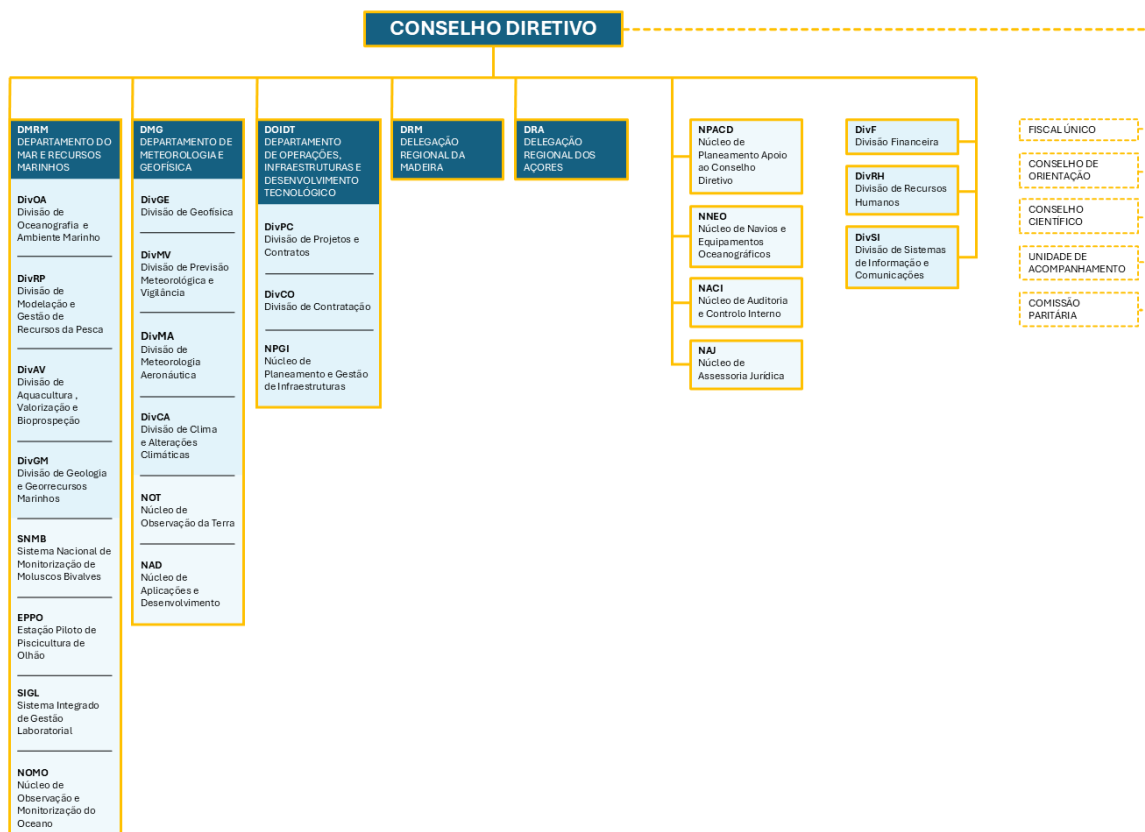 CONSELHO DIRETIVO
DMRM
DEPARTAMENTO DO
MAR E RECURSOS
MARINHOS
DivOA
Divisão de
Oceanografia e
Ambiente Marinho
DivRP
Divisão de
Modelação e
Gestão de
Recursos da Pesca
DivAV
Divisão de
Aquacultura ,
Valorização e
Bioprospeção
DivGM
Divisão de Geologia
e Georrecursos
Marinhos
SNMB
Sistema Nacional de
Monitorização de
Moluscos Bivalves
EPPO
Estação Piloto de
Piscicultura de
Olhão
SIGL
Sistema Integrado
de Gestão
Laboratorial
NOMO
Núcleo de
Observação e
Monitorização do
Oceano
DMG
DEPARTAMENTO DE
METEOROLOGIA E
GEOFÍSICA
DivGE
Divisão de Geofísica
DivMV
Divisão de Previsão
Meteorológica e
Vigilância
DivMA
Divisão de
Meteorologia
Aeronáutica
DivCA
Divisão de Clima
e Alterações
Climáticas
NOT
Núcleo de
Observação da Terra
NAD
Núcleo de
Aplicações e
Desenvolvimento
DOIDT
DEPARTAMENTO
DE OPERAÇÕES,
INFRAESTRUTURAS E
DESENVOLVIMENTO
TECNOLÓGICO
DivPC
Divisão de Projetos e
Contratos
DivCO
Divisão de Contratação
NPGI
Núcleo de
Planeamento e Gestão
de Infraestruturas
DRM
DELEGAÇÃO
REGIONAL DA
MADEIRA
DRA
DELEGAÇÃO
REGIONAL DOS
AÇORES
NPACD
Núcleo de
Planeamento Apoio
ao Conselho
Diretivo
NNEO
Núcleo de Navios e
Equipamentos
Oceanográficos
NACI
Núcleo de Auditoria
e Controlo Interno
NAJ
Núcleo de
Assessoria Jurídica
DivF
Divisão Financeira
DivRH
Divisão de Recursos
Humanos
DivSI
Divisão de Sistemas
de Informação e
Comunicações
FISCAL ÚNICO
CONSELHO DE
ORIENTAÇÃO
CONSELHO
CIENTÍFICO
UNIDADE DE
ACOMPANHAMENTO
COMISSÃO
PARITÁRIA